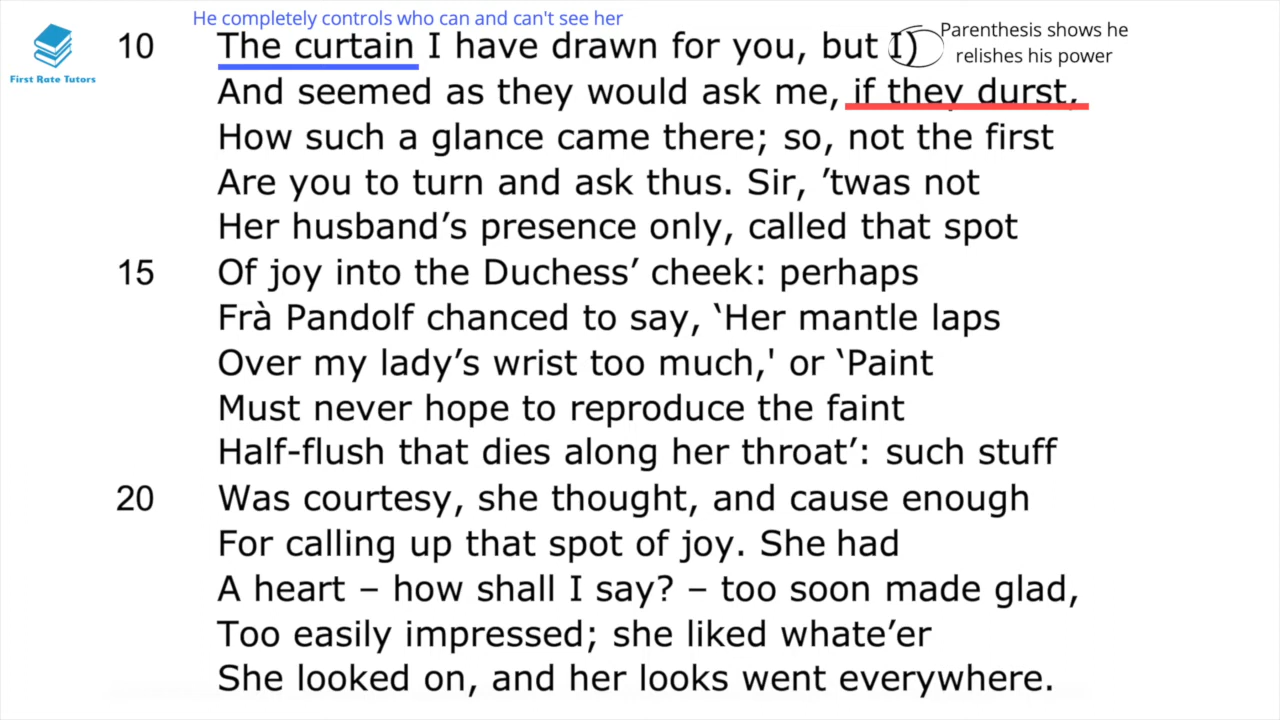 He completely controls who can and can't see her
10 The curtain I have drawn for you, but I)
Parenthesis shows he
relishes his power
First Rate Tutors
And seemed as they would ask me, if they durst,
How such a glance came there; so, not the first
Are you to turn and ask thus. Sir, ’twas not
Her husband’s presence only, called that spot
15 Of joy into the Duchess’ cheek: perhaps
Frà Pandolf chanced to say, ‘Her mantle laps
Over my lady’s wrist too much,' or ‘Paint
Must never hope to reproduce the faint
Half-flush that dies along her throat’: such stuff
20 Was courtesy, she thought, and cause enough
For calling up that spot of joy. She had
A heart – how shall I say? – too soon made glad,
Too easily impressed; she liked whate’er
She looked on, and her looks went everywhere.